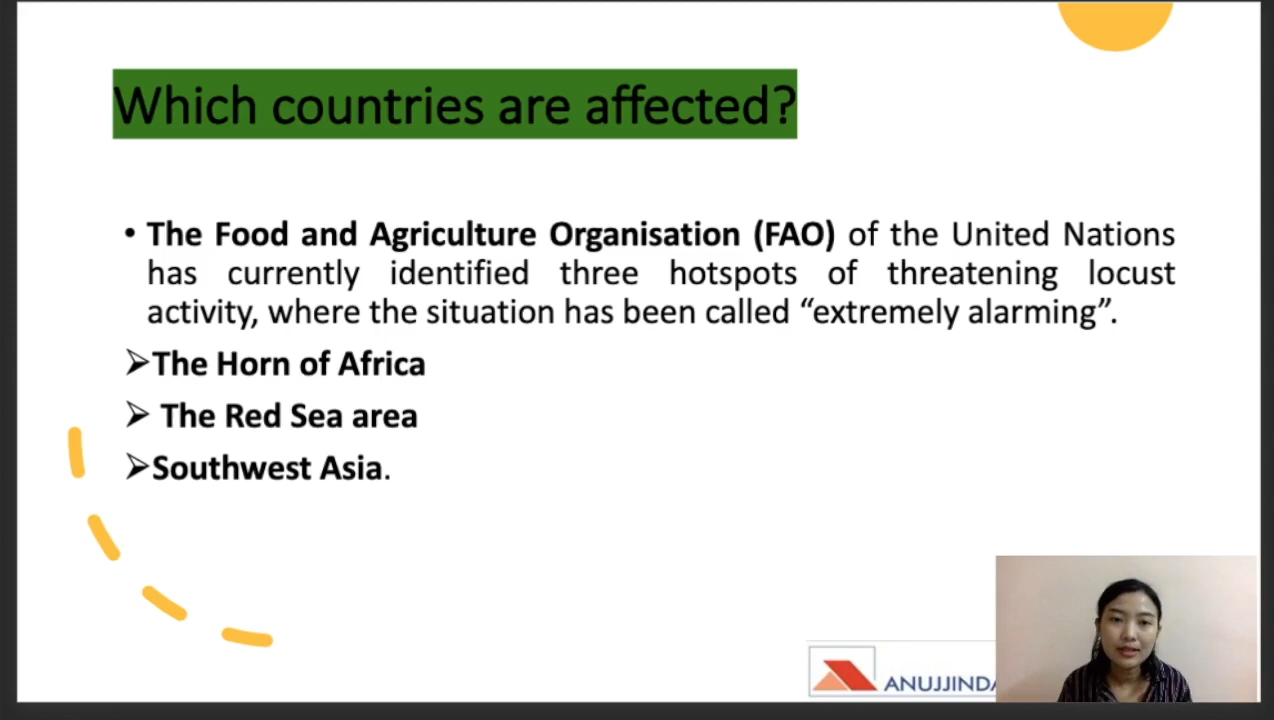 Which countries are affected?
• The Food and Agriculture Organisation (FAO) of the United Nations
has currently identified three hotspots of threatening locust
activity, where the situation has been called “extremely alarming”.
➢The Horn of Africa
➢ The Red Sea area
➢Southwest Asia.